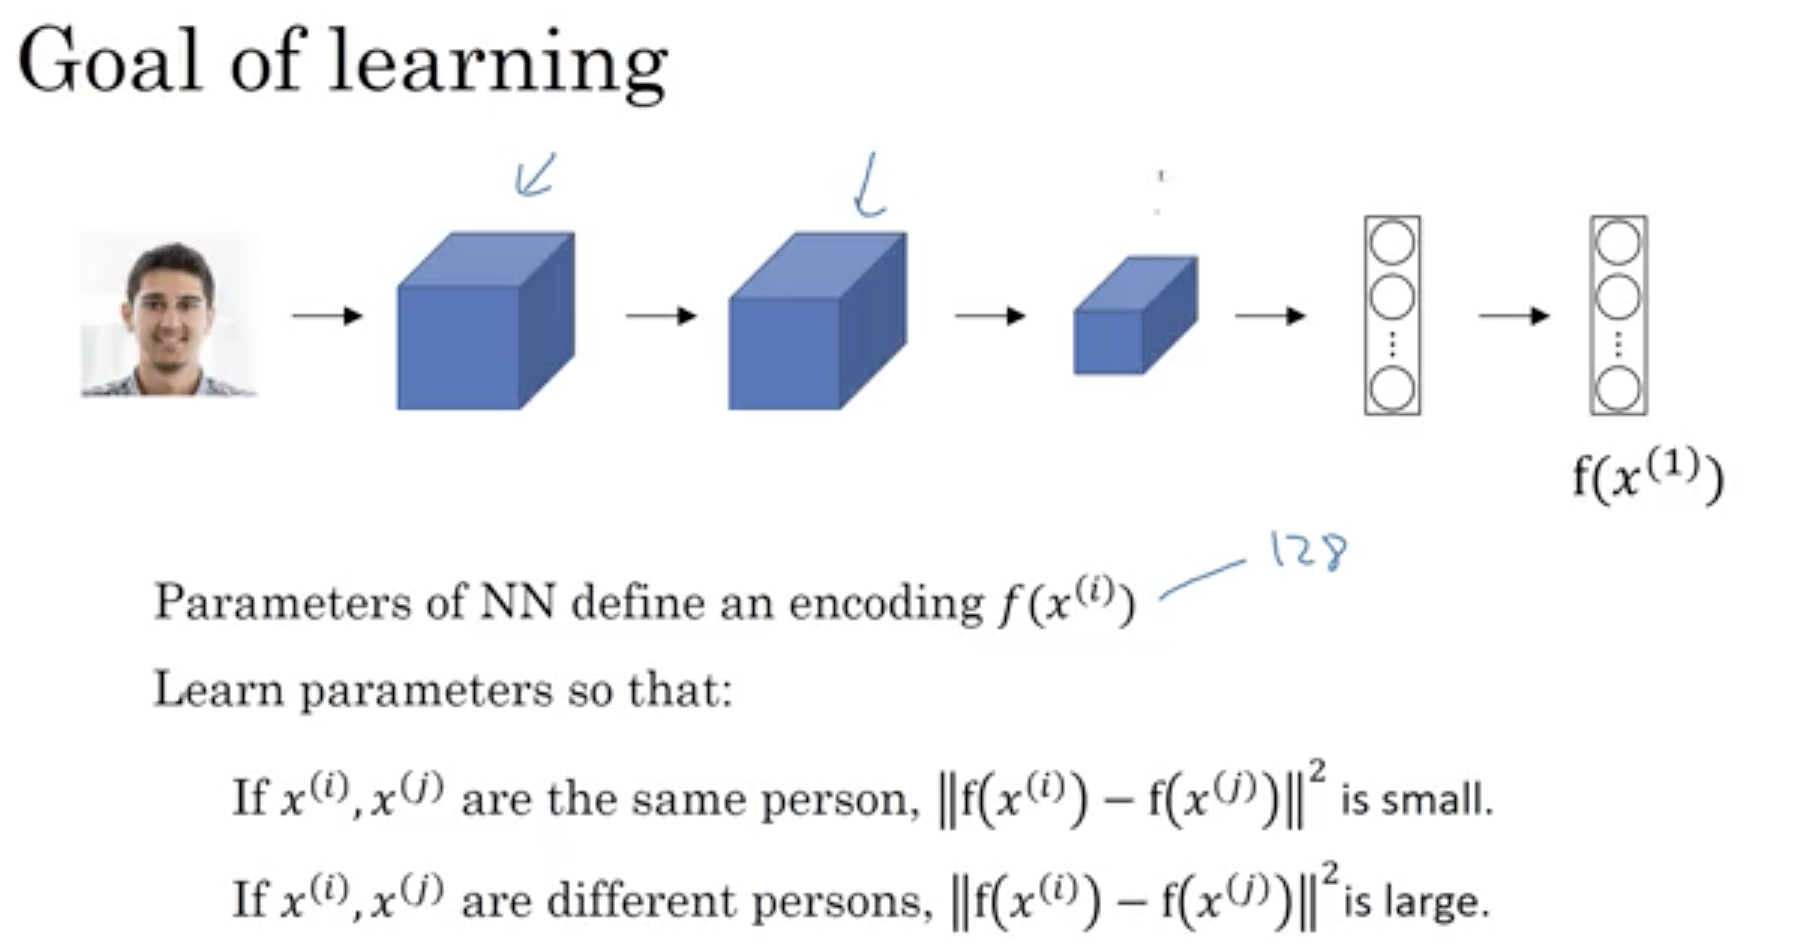 Goal of learning
f(x⁽¹⁾)
128
Parameters of NN define an encoding f(x⁽ⁱ⁾)
Learn parameters so that:
If x⁽ⁱ⁾, x⁽ʲ⁾ are the same person, ‖f(x⁽ⁱ⁾) − f(x⁽ʲ⁾)‖² is small.
If x⁽ⁱ⁾, x⁽ʲ⁾ are different persons, ‖f(x⁽ⁱ⁾) − f(x⁽ʲ⁾)‖² is large.